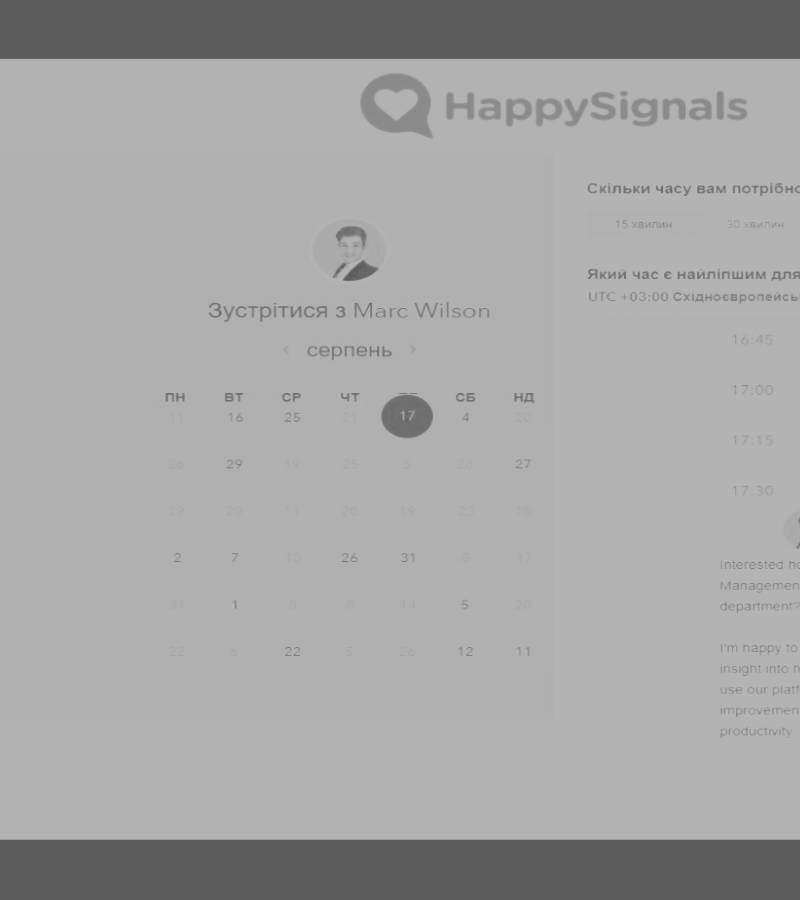 HappySignals
Зустрітися з Marc Wilson
серпень
ПН ВТ СР ЧТ СБ НД
11 16 25 21 17 4 20
26 29 19 25 5 28 27
29 20 11 20 19 23 18
2 7 10 26 31 17
31 1 8 14 5 20
22 6 22 5 26 12 11
Скільки часу вам потрібно
15 хвилин 30 хвилин
Який час є найліпшим для
UTC +03:00 Східноєвропейсь
16:45
17:00
17:15
17:30
Interested ho
Managemen
department?
I'm happy to
insight into h
use our platf
improvemen
productivity